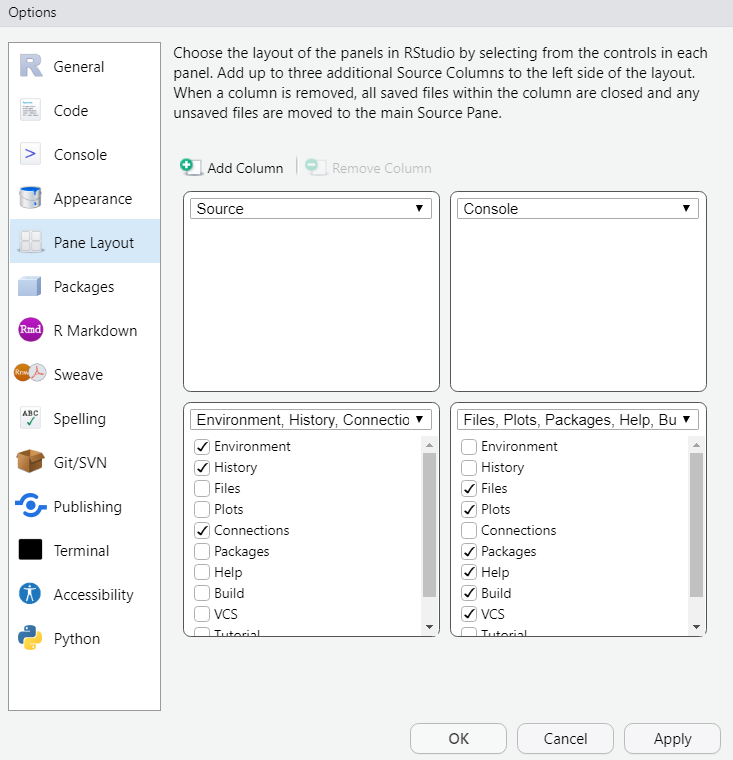 Options
General
Code
Console
Appearance
Pane Layout
Packages
Rmd R Markdown
Rnw Sweave
ABC Spelling
Git/SVN
Publishing
Terminal
Accessibility
Python
Choose the layout of the panels in RStudio by selecting from the controls in each
panel. Add up to three additional Source Columns to the left side of the layout.
When a column is removed, all saved files within the column are closed and any
unsaved files are moved to the main Source Pane.
Add Column
Remove Column
Source
Console
Environment, History, Connectio
Environment
History
Files
Plots
Connections
Packages
Help
Build
VCS
Tutorial
Files, Plots, Packages, Help, Bu
Environment
History
Files
Plots
Connections
Packages
Help
Build
VCS
Tutorial
OK
Cancel
Apply